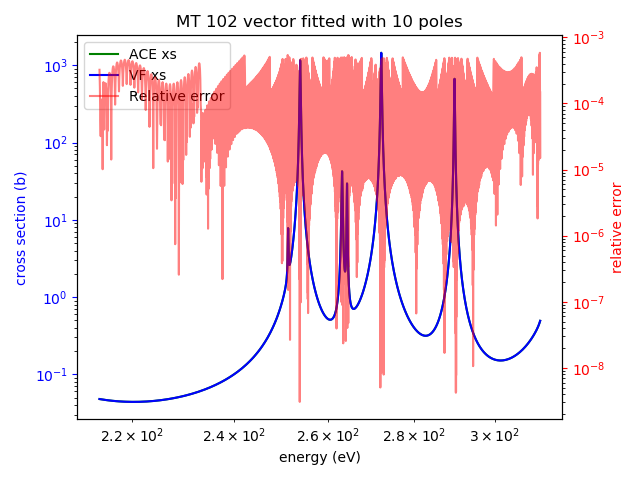 MT 102 vector fitted with 10 poles
ACE xs
VF xs
Relative error
cross section (b)
10³
10²
10¹
10⁰
10⁻¹
10⁻³
10⁻⁴
10⁻⁵
10⁻⁶
10⁻⁷
10⁻⁸
relative error
2.2 × 10² 2.4 × 10² 2.6 × 10² 2.8 × 10² 3 × 10²
energy (eV)